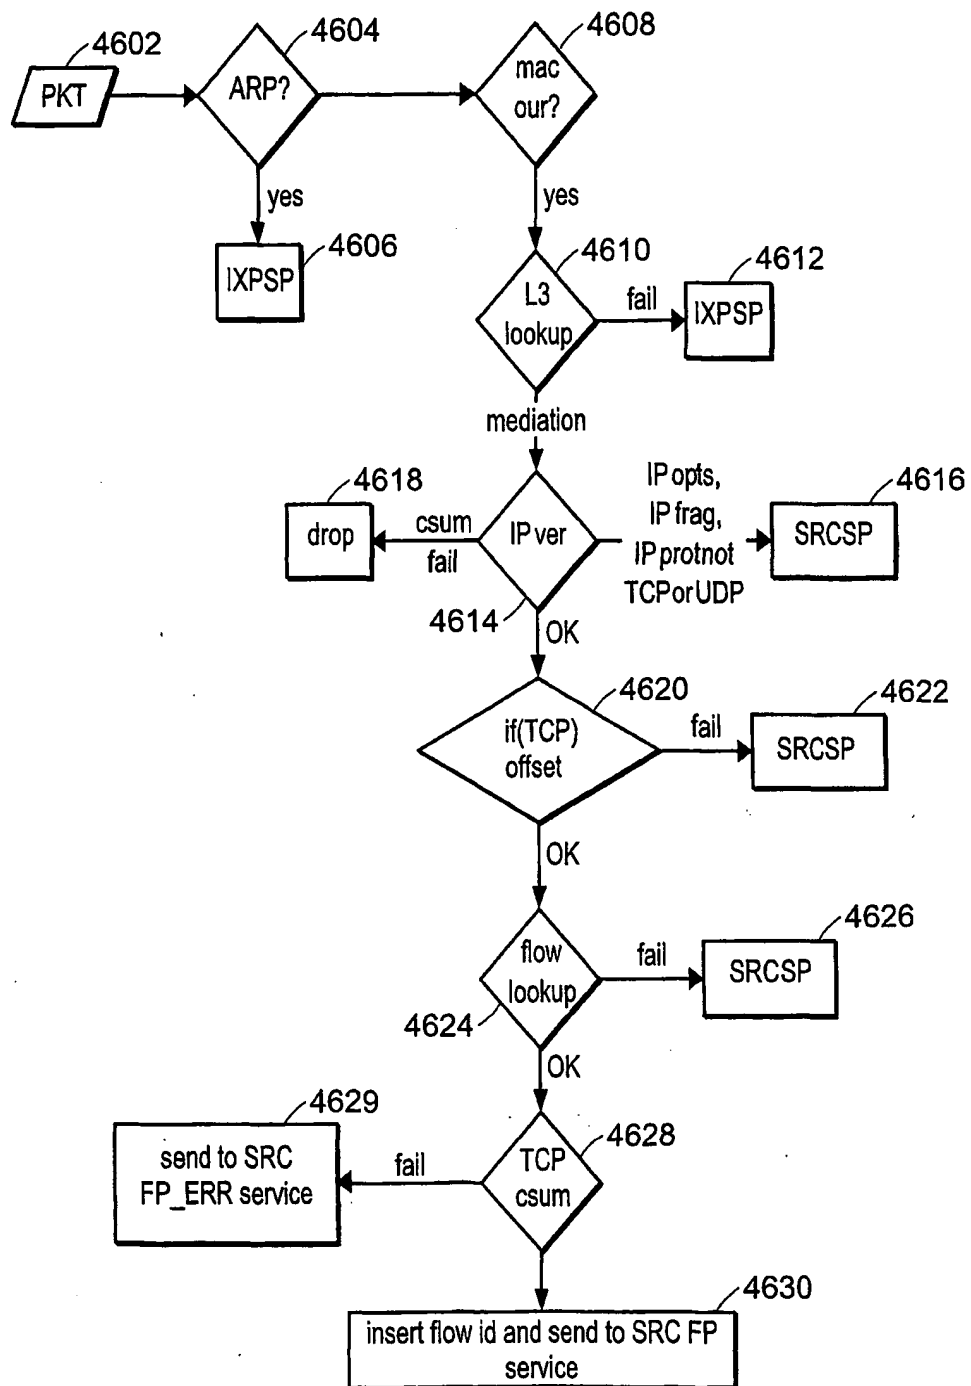 4602
PKT
4604
ARP?
4608
mac
our?
yes
yes
4606
IXPSP
4610
L3
lookup
fail
4612
IXPSP
mediation
4618
drop
csum
fail
IP ver
4614
IP opts,
IP frag,
IP protnot
TCPorUDP
4616
SRCSP
OK
4620
if(TCP)
offset
fail
4622
SRCSP
OK
flow
lookup
4624
fail
4626
SRCSP
OK
4629
send to SRC
FP_ERR service
fail
4628
TCP
csum
4630
insert flow id and send to SRC FP
service